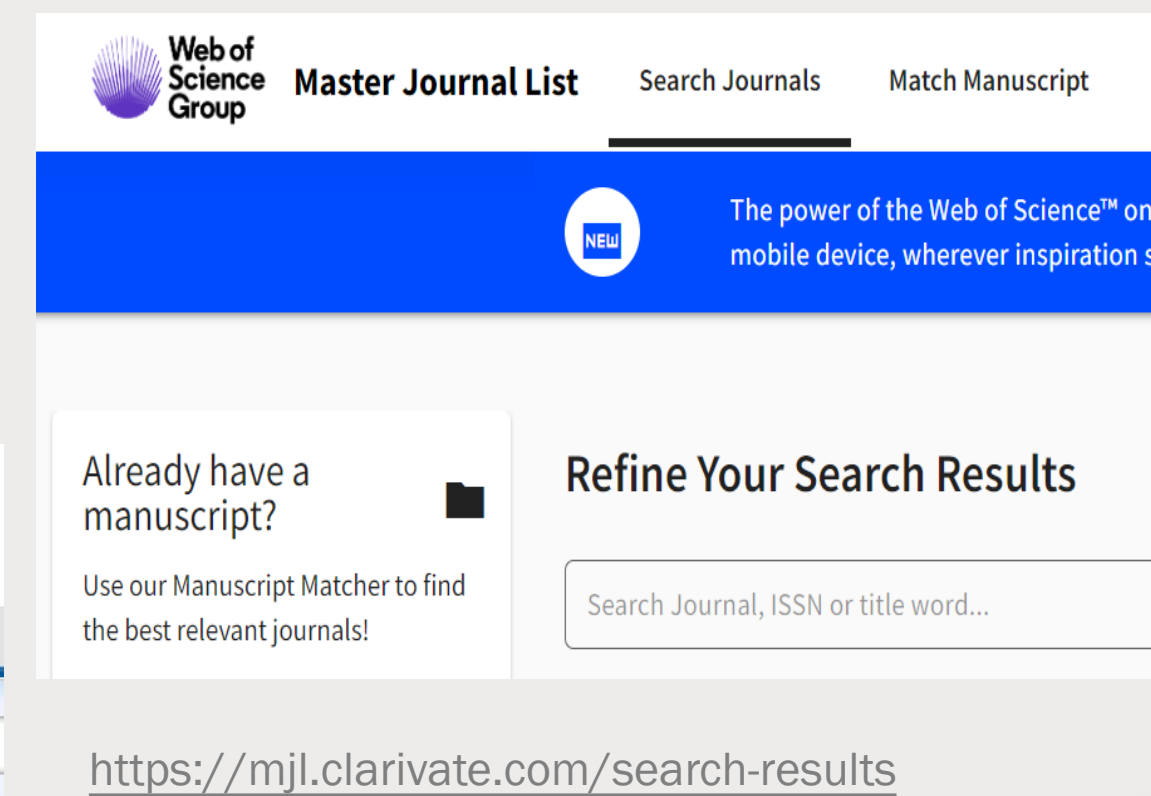 Web of
Science
Group
Master Journal List
Search Journals
Match Manuscript
NEW
The power of the Web of Science™ on
mobile device, wherever inspiration s
Already have a
manuscript?
Use our Manuscript Matcher to find
the best relevant journals!
Refine Your Search Results
Search Journal, ISSN or title word...
https://mjl.clarivate.com/search-results